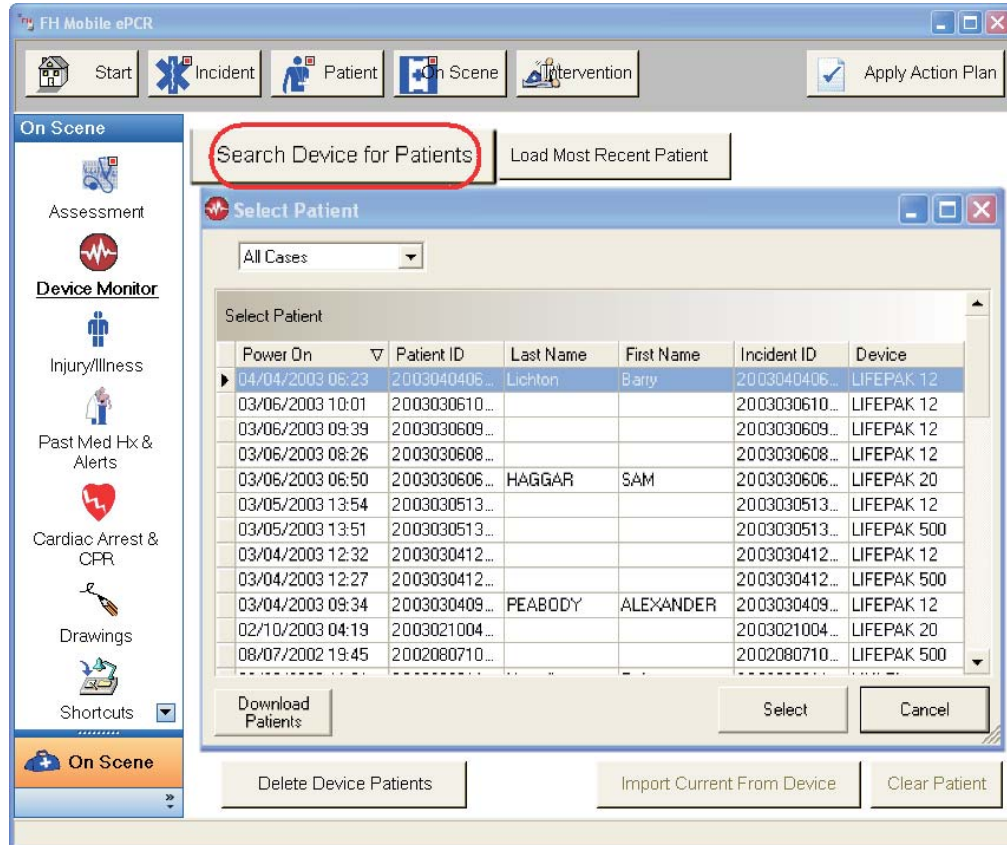 FH Mobile ePCR
Start Incident Patient On Scene Intervention Apply Action Plan
On Scene
Assessment
Device Monitor
Injury/Illness
Past Med Hx &
Alerts
Cardiac Arrest &
CPR
Drawings
Shortcuts
On Scene
Search Device for Patients Load Most Recent Patient
Select Patient
All Cases
Select Patient
Power On Patient ID Last Name First Name Incident ID Device
04/04/2003 06:23 2003040406... Lichton Barry 2003040406... LIFEPAK 12
03/06/2003 10:01 2003030610... 2003030610... LIFEPAK 12
03/06/2003 09:39 2003030609... 2003030609... LIFEPAK 12
03/06/2003 08:26 2003030608... 2003030608... LIFEPAK 12
03/06/2003 06:50 2003030606... HAGGAR SAM 2003030606... LIFEPAK 20
03/05/2003 13:54 2003030513... 2003030513... LIFEPAK 12
03/05/2003 13:51 2003030513... 2003030513... LIFEPAK 500
03/04/2003 12:32 2003030412... 2003030412... LIFEPAK 12
03/04/2003 12:27 2003030412... 2003030412... LIFEPAK 500
03/04/2003 09:34 2003030409... PEABODY ALEXANDER 2003030409... LIFEPAK 12
02/10/2003 04:19 2003021004... 2003021004... LIFEPAK 20
08/07/2002 19:45 2002080710... 2002080710... LIFEPAK 500
Download
Patients
Select Cancel
Delete Device Patients Import Current From Device Clear Patient